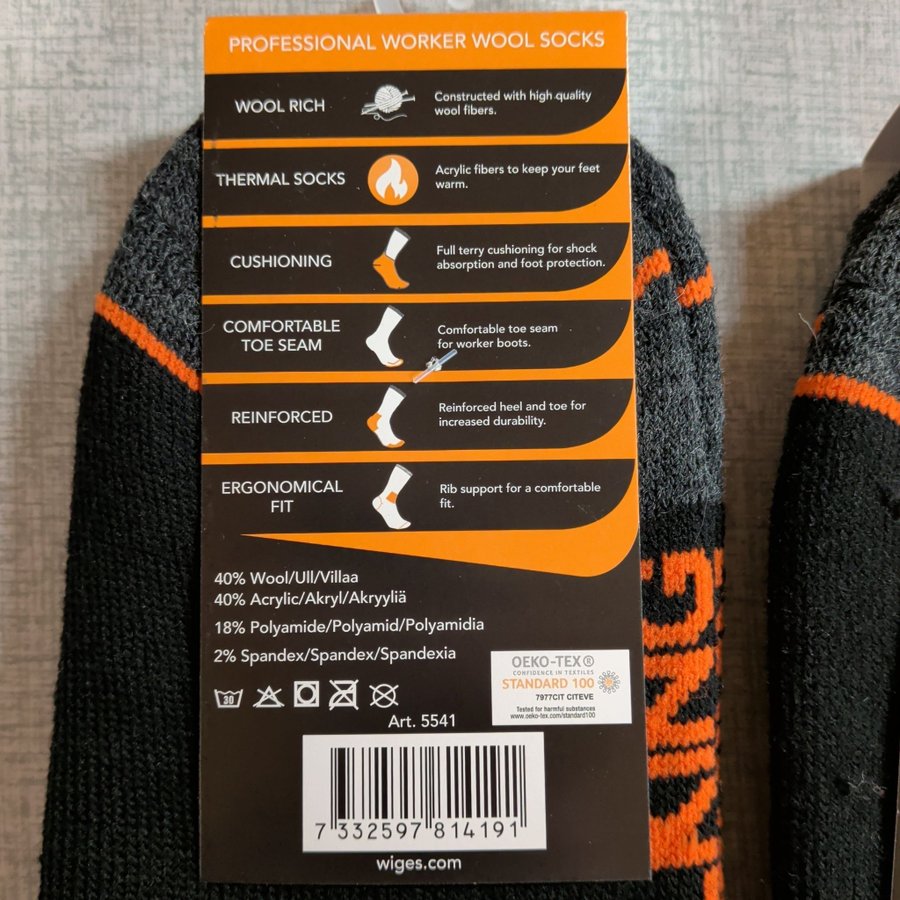 PROFESSIONAL WORKER WOOL SOCKS
WOOL RICH
Constructed with high quality
wool fibers.
THERMAL SOCKS
Acrylic fibers to keep your feet
warm.
CUSHIONING
Full terry cushioning for shock
absorption and foot protection.
COMFORTABLE
TOE SEAM
Comfortable toe seam
for worker boots.
REINFORCED
Reinforced heel and toe for
increased durability.
ERGONOMICAL
FIT
Rib support for a comfortable
fit.
40% Wool/Ull/Villaa
40% Acrylic/Akryl/Akryyliä
18% Polyamide/Polyamid/Polyamidia
2% Spandex/Spandex/Spandexia
30
OEKO-TEX®
CONFIDENCE IN TEXTILES
STANDARD 100
7977CIT CITEVE
Tested for harmful substances
www.oeko-tex.com/standard100
Art. 5541
7 332597 814191
wiges.com
KING